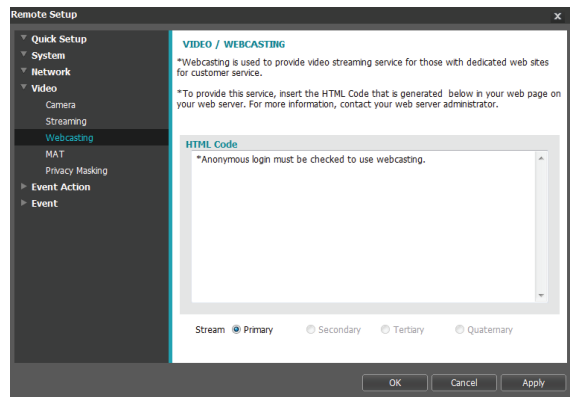 Remote Setup
x
Quick Setup
System
Network
Video
Camera
Streaming
Webcasting
MAT
Privacy Masking
Event Action
Event
VIDEO / WEBCASTING
*Webcasting is used to provide video streaming service for those with dedicated web sites
for customer service.
*To provide this service, insert the HTML Code that is generated below in your web page on
your web server. For more information, contact your web server administrator.
HTML Code
*Anonymous login must be checked to use webcasting.
Stream Primary Secondary Tertiary Quaternary
OK Cancel Apply